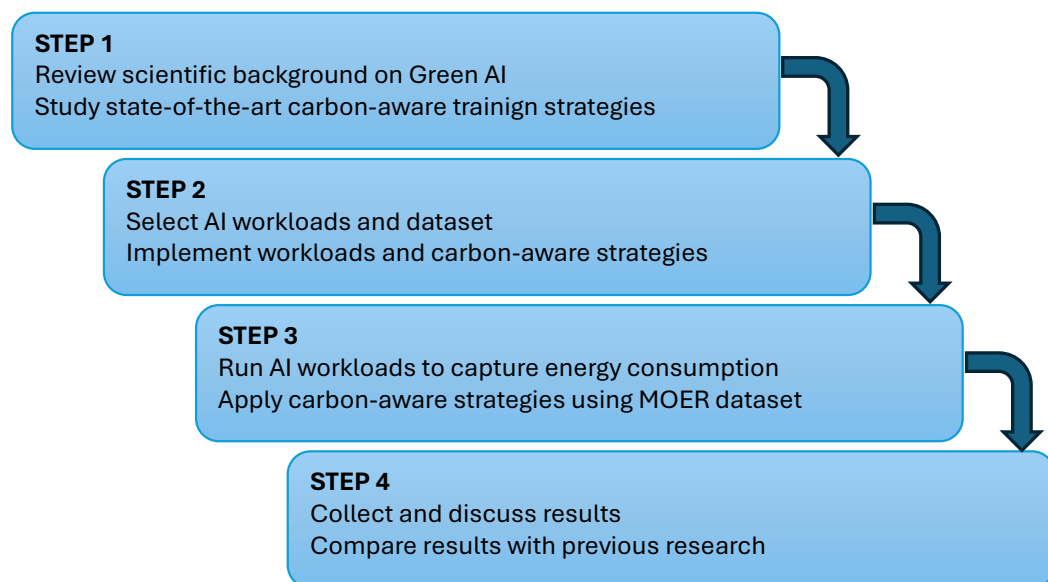 STEP 1
Review scientific background on Green AI
Study state-of-the-art carbon-aware trainign strategies
STEP 2
Select AI workloads and dataset
Implement workloads and carbon-aware strategies
STEP 3
Run AI workloads to capture energy consumption
Apply carbon-aware strategies using MOER dataset
STEP 4
Collect and discuss results
Compare results with previous research